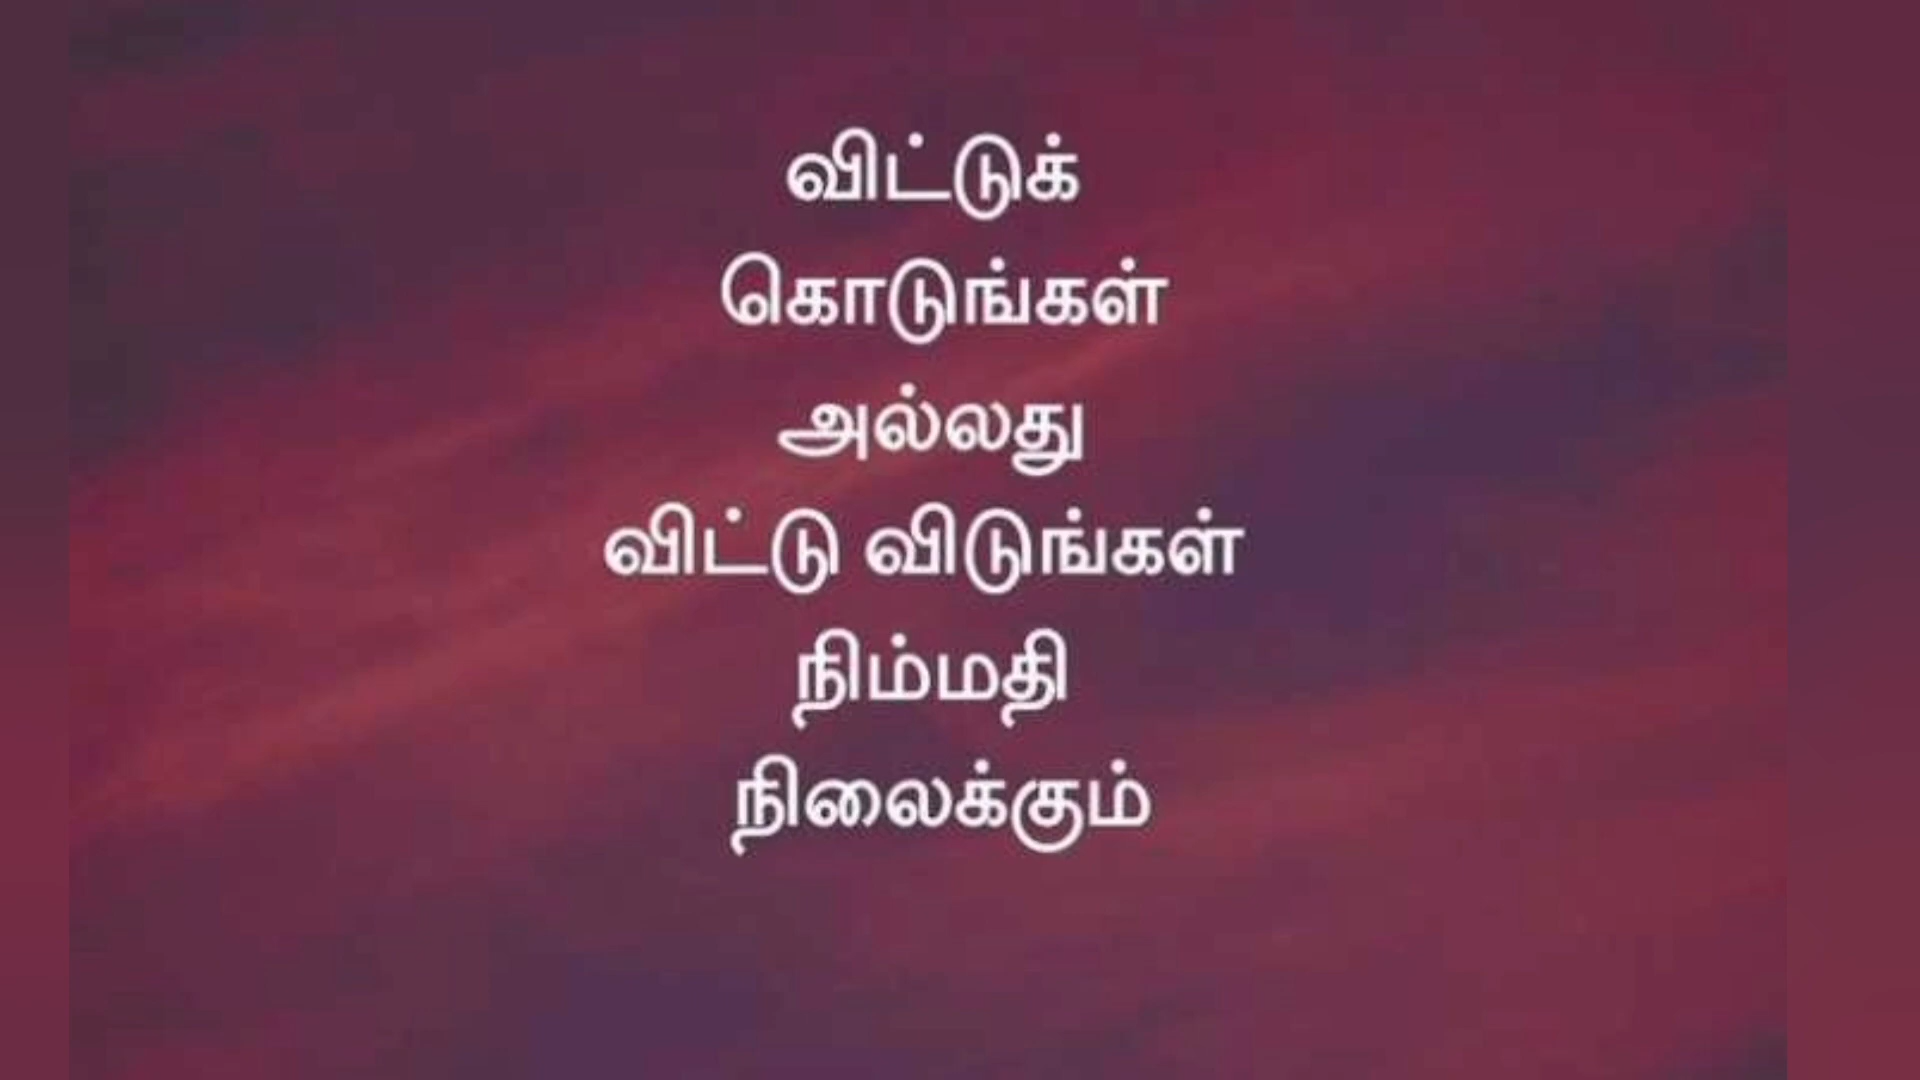 விட்டுக்
கொடுங்கள்
அல்லது
விட்டு விடுங்கள்
நிம்மதி
நிலைக்கும்